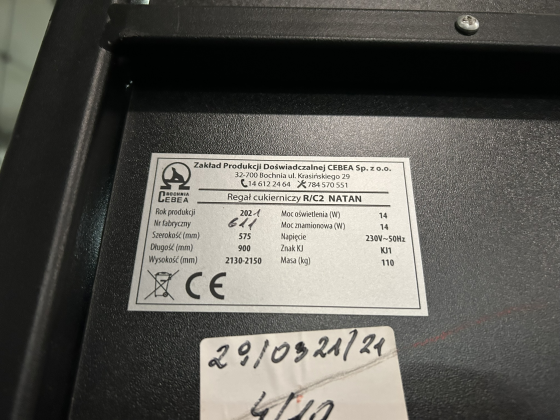 Zakład Produkcji Doświadczalnej CEBEA Sp. z o.o.
32-700 Bochnia ul. Krasińskiego 29
14 612 24 64 784 570 551
BOCHNIA
CEBEA
Regał cukierniczy R/C2 NATAN
Rok produkcji 2021 Moc oświetlenia (W) 14
Nr fabryczny 611 Moc znamionowa (W) 14
Szerokość (mm) 575 Napięcie 230V~50Hz
Długość (mm) 900 Znak KJ KJ1
Wysokość (mm) 2130-2150 Masa (kg) 110
CE
29/0321/21
4/10